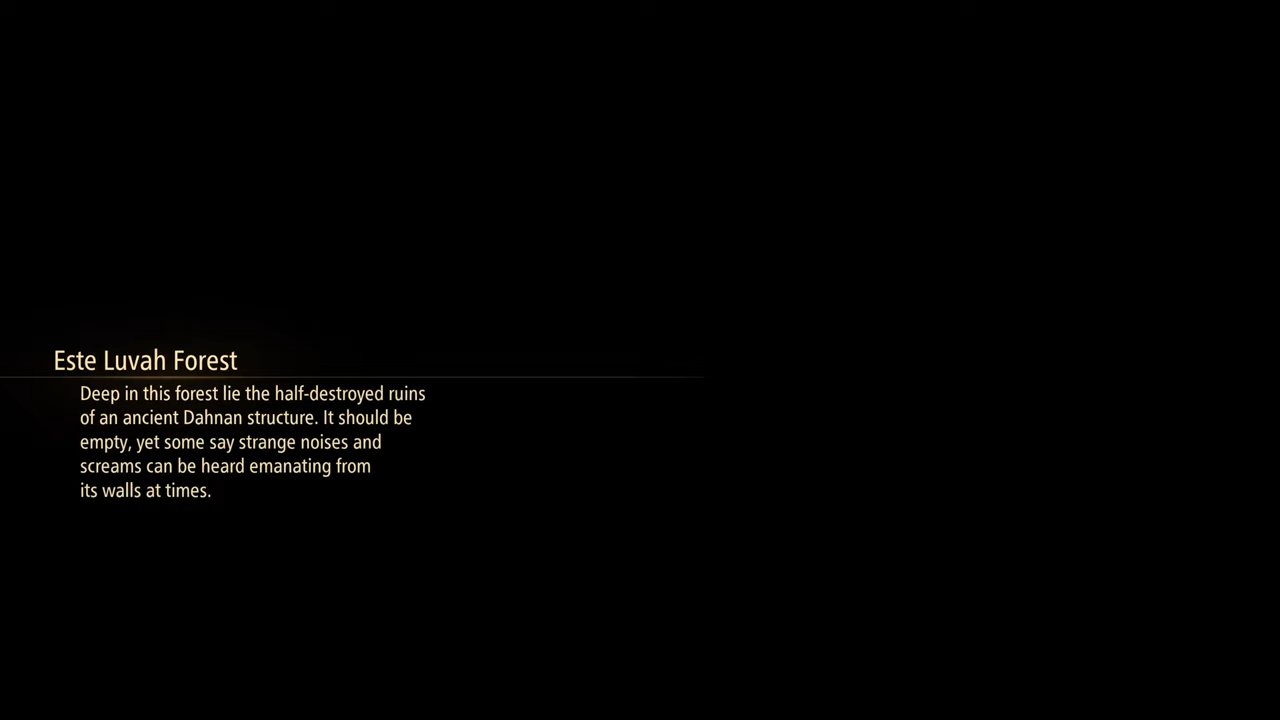 Este Luvah Forest
Deep in this forest lie the half-destroyed ruins
of an ancient Dahnan structure. It should be
empty, yet some say strange noises and
screams can be heard emanating from
its walls at times.